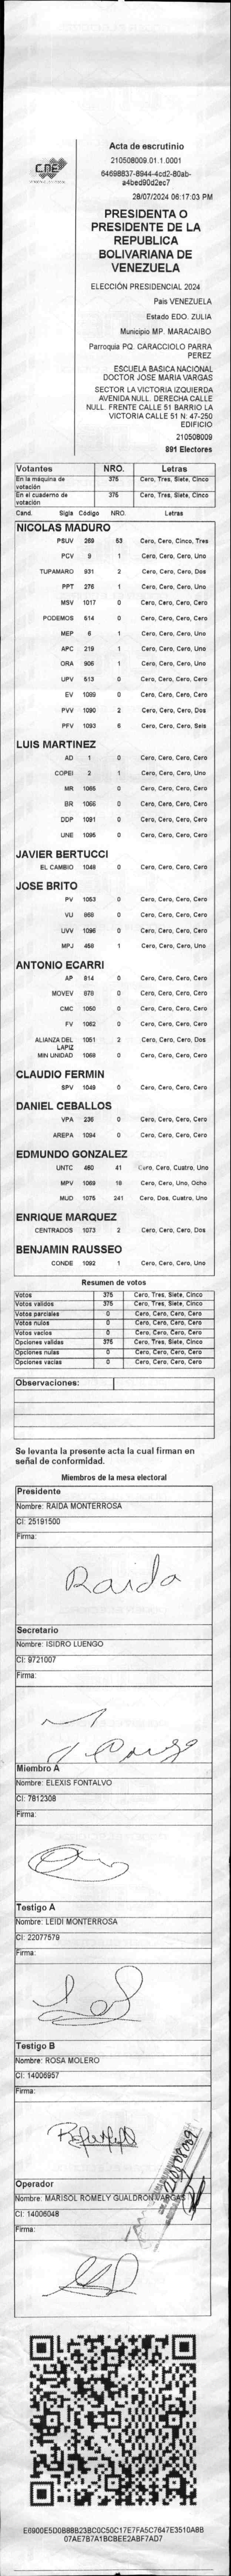 CNE
Acta de escrutinio
210508009.01.1.0001
64698837-8944-4cd2-80ab-
a4bed90d2ec7
28/07/2024 06:17:03 PM
PRESIDENTA O
PRESIDENTE DE LA
REPUBLICA
BOLIVARIANA DE
VENEZUELA
ELECCIÓN PRESIDENCIAL 2024
Pais VENEZUELA
Estado EDO. ZULIA
Municipio MP. MARACAIBO
Parroquia PQ. CARACCIOLO PARRA
PEREZ
ESCUELA BASICA NACIONAL
DOCTOR JOSE MARIA VARGAS
SECTOR LA VICTORIA IZQUIERDA
AVENIDA NULL. DERECHA CALLE
NULL. FRENTE CALLE 51 BARRIO LA
VICTORIA CALLE 51 N: 47-250
EDIFICIO
210508009
891 Electores
Votantes NRO. Letras
En la máquina de votación 375 Cero, Tres, Siete, Cinco
En el cuaderno de votación 375 Cero, Tres, Siete, Cinco
Cand. Sigla Código NRO. Letras
NICOLAS MADURO
PSUV 269 53 Cero, Cero, Cinco, Tres
PCV 9 1 Cero, Cero, Cero, Uno
TUPAMARO 931 2 Cero, Cero, Cero, Dos
PPT 276 1 Cero, Cero, Cero, Uno
MSV 1017 0 Cero, Cero, Cero, Cero
PODEMOS 514 0 Cero, Cero, Cero, Cero
MEP 6 1 Cero, Cero, Cero, Uno
APC 219 1 Cero, Cero, Cero, Uno
ORA 906 1 Cero, Cero, Cero, Uno
UPV 513 0 Cero, Cero, Cero, Cero
EV 1089 0 Cero, Cero, Cero, Cero
PVV 1090 2 Cero, Cero, Cero, Dos
PFV 1093 6 Cero, Cero, Cero, Seis
LUIS MARTINEZ
AD 1 0 Cero, Cero, Cero, Cero
COPEI 2 1 Cero, Cero, Cero, Uno
MR 1065 0 Cero, Cero, Cero, Cero
BR 1066 0 Cero, Cero, Cero, Cero
DDP 1091 0 Cero, Cero, Cero, Cero
UNE 1095 0 Cero, Cero, Cero, Cero
JAVIER BERTUCCI
EL CAMBIO 1048 0 Cero, Cero, Cero, Cero
JOSE BRITO
PV 1053 0 Cero, Cero, Cero, Cero
VU 868 0 Cero, Cero, Cero, Cero
UVV 1096 0 Cero, Cero, Cero, Cero
MPJ 458 1 Cero, Cero, Cero, Uno
ANTONIO ECARRI
AP 814 0 Cero, Cero, Cero, Cero
MOVEV 878 0 Cero, Cero, Cero, Cero
CMC 1050 0 Cero, Cero, Cero, Cero
FV 1062 0 Cero, Cero, Cero, Cero
ALIANZA DEL LAPIZ 1051 2 Cero, Cero, Cero, Dos
MIN UNIDAD 1068 0 Cero, Cero, Cero, Cero
CLAUDIO FERMIN
SPV 1049 0 Cero, Cero, Cero, Cero
DANIEL CEBALLOS
VPA 236 0 Cero, Cero, Cero, Cero
AREPA 1094 0 Cero, Cero, Cero, Cero
EDMUNDO GONZALEZ
UNTC 460 41 Cero, Cero, Cuatro, Uno
MPV 1069 18 Cero, Cero, Uno, Ocho
MUD 1075 241 Cero, Dos, Cuatro, Uno
ENRIQUE MARQUEZ
CENTRADOS 1073 2 Cero, Cero, Cero, Dos
BENJAMIN RAUSSEO
CONDE 1092 1 Cero, Cero, Cero, Uno
Resumen de votos
Votos 375 Cero, Tres, Siete, Cinco
Votos validos 375 Cero, Tres, Siete, Cinco
Votos parciales 0 Cero, Cero, Cero, Cero
Votos nulos 0 Cero, Cero, Cero, Cero
Votos vacios 0 Cero, Cero, Cero, Cero
Opciones validas 375 Cero, Tres, Siete, Cinco
Opciones nulas 0 Cero, Cero, Cero, Cero
Opciones vacias 0 Cero, Cero, Cero, Cero
Observaciones:
Se levanta la presente acta la cual firman en
señal de conformidad.
Miembros de la mesa electoral
Presidente
Nombre: RAIDA MONTERROSA
CI: 25191500
Firma:
Raida
Secretario
Nombre: ISIDRO LUENGO
CI: 9721007
Firma:
Miembro A
Nombre: ELEXIS FONTALVO
CI: 7812308
Firma:
Testigo A
Nombre: LEIDI MONTERROSA
CI: 22077579
Firma:
Testigo B
Nombre: ROSA MOLERO
CI: 14006957
Firma:
210508009
Operador
Nombre: MARISOL ROMELY GUALDRON VARGAS
CI: 14006048
Firma:
E6900E5D0B8BB23BC0C50C17E7FA5C7647E3510A8B
07AE7B7A1BCBEE2ABF7AD7